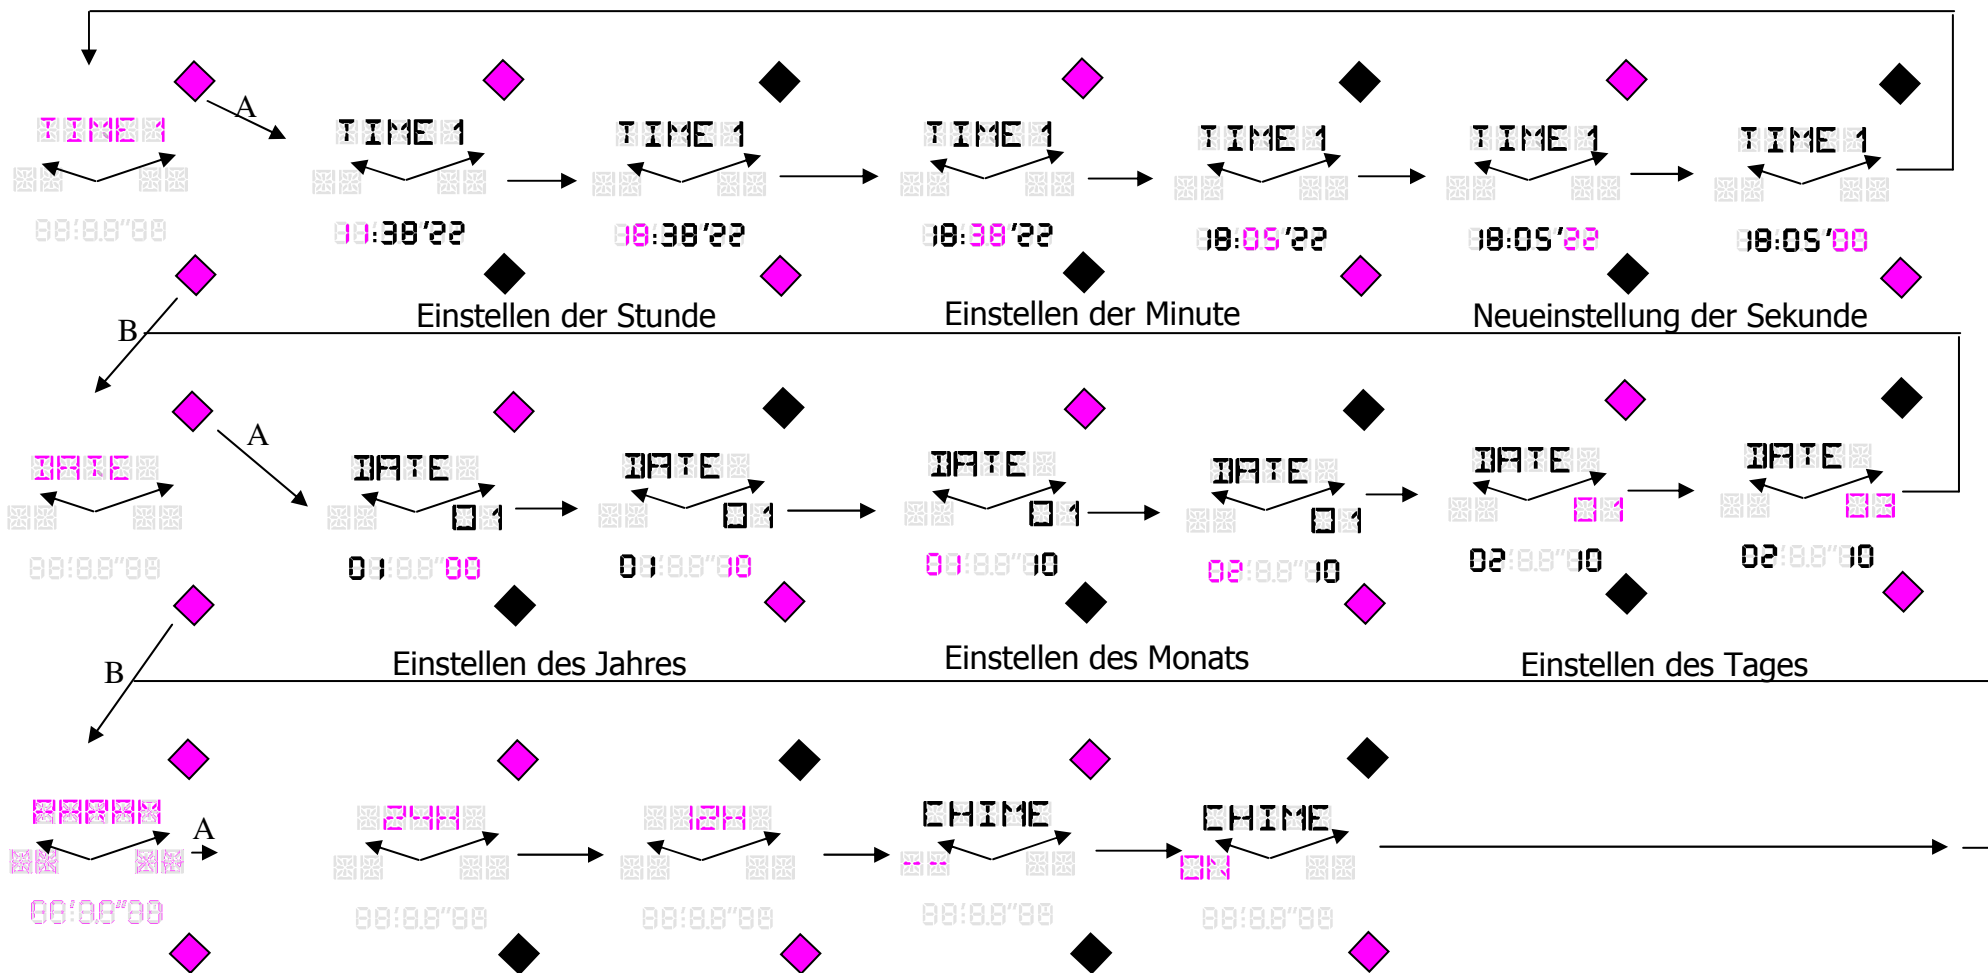 A
TIME 1 TIME 1 TIME 1 TIME 1 TIME 1 TIME 1 TIME 1
11:38'22 18:38'22 18:38'22 18:05'22 18:05'22 18:05'00
Einstellen der Stunde Einstellen der Minute Neueinstellung der Sekunde
B
A
DATE DATE DATE DATE DATE DATE DATE
01 01 01 01 01 03
01 00 01 10 01 10 02 10 02 10 02 10
Einstellen des Jahres Einstellen des Monats Einstellen des Tages
B
PARAM A 24H 12H CHIME CHIME
-- ON